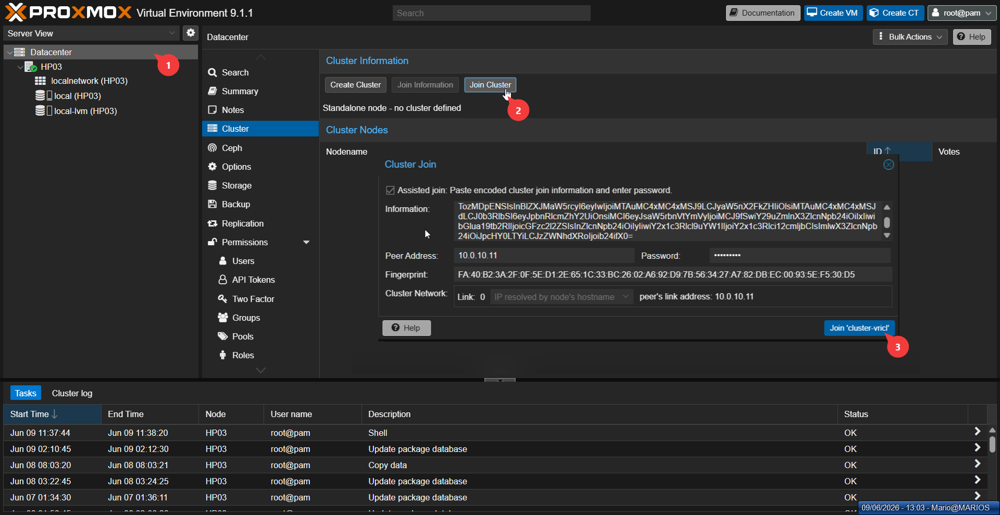 PROXMOX Virtual Environment 9.1.1
Search
Documentation
Create VM
Create CT
root@pam
Server View
Datacenter
Bulk Actions
Help
Datacenter
HP03
localnetwork (HP03)
local (HP03)
local-lvm (HP03)
1
Search
Summary
Notes
Cluster
Ceph
Options
Storage
Backup
Replication
Permissions
Users
API Tokens
Two Factor
Groups
Pools
Roles
Cluster Information
Create Cluster
Join Information
Join Cluster
2
Standalone node - no cluster defined
Cluster Nodes
Nodename
ID
Votes
Cluster Join
Assisted join: Paste encoded cluster join information and enter password.
Information:
Peer Address:
10.0.10.11
Password:
•••••••••
Fingerprint:
FA:40:B2:3A:2F:0F:5E:D1:2E:65:1C:33:BC:26:02:A6:92:D9:7B:56:34:27:A7:82:DB:EC:00:93:5E:F5:30:D5
Cluster Network:
Link: 0
IP resolved by node's hostname
peer's link address: 10.0.10.11
Help
Join 'cluster-vricl'
3
Tasks
Cluster log
Start Time
End Time
Node
User name
Description
Status
Jun 09 11:37:44 Jun 09 11:38:20 HP03 root@pam Shell OK
Jun 09 02:10:45 Jun 09 02:12:30 HP03 root@pam Update package database OK
Jun 08 08:03:20 Jun 08 08:03:21 HP03 root@pam Copy data OK
Jun 08 03:22:45 Jun 08 03:24:25 HP03 root@pam Update package database OK
Jun 07 01:34:30 Jun 07 01:36:11 HP03 root@pam Update package database OK
09/06/2026 - 13:03 - Mario@MARIOS